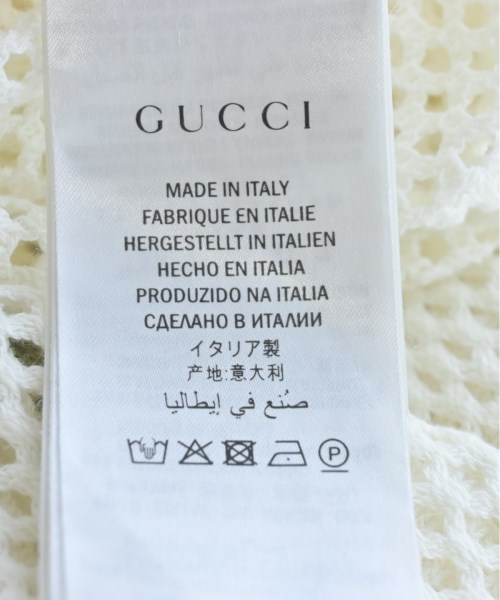 GUCCI
MADE IN ITALY
FABRIQUE EN ITALIE
HERGESTELLT IN ITALIEN
HECHO EN ITALIA
PRODUZIDO NA ITALIA
СДЕЛАНО В ИТАЛИИ
イタリア製
产地:意大利
صُنع في إيطاليا
P